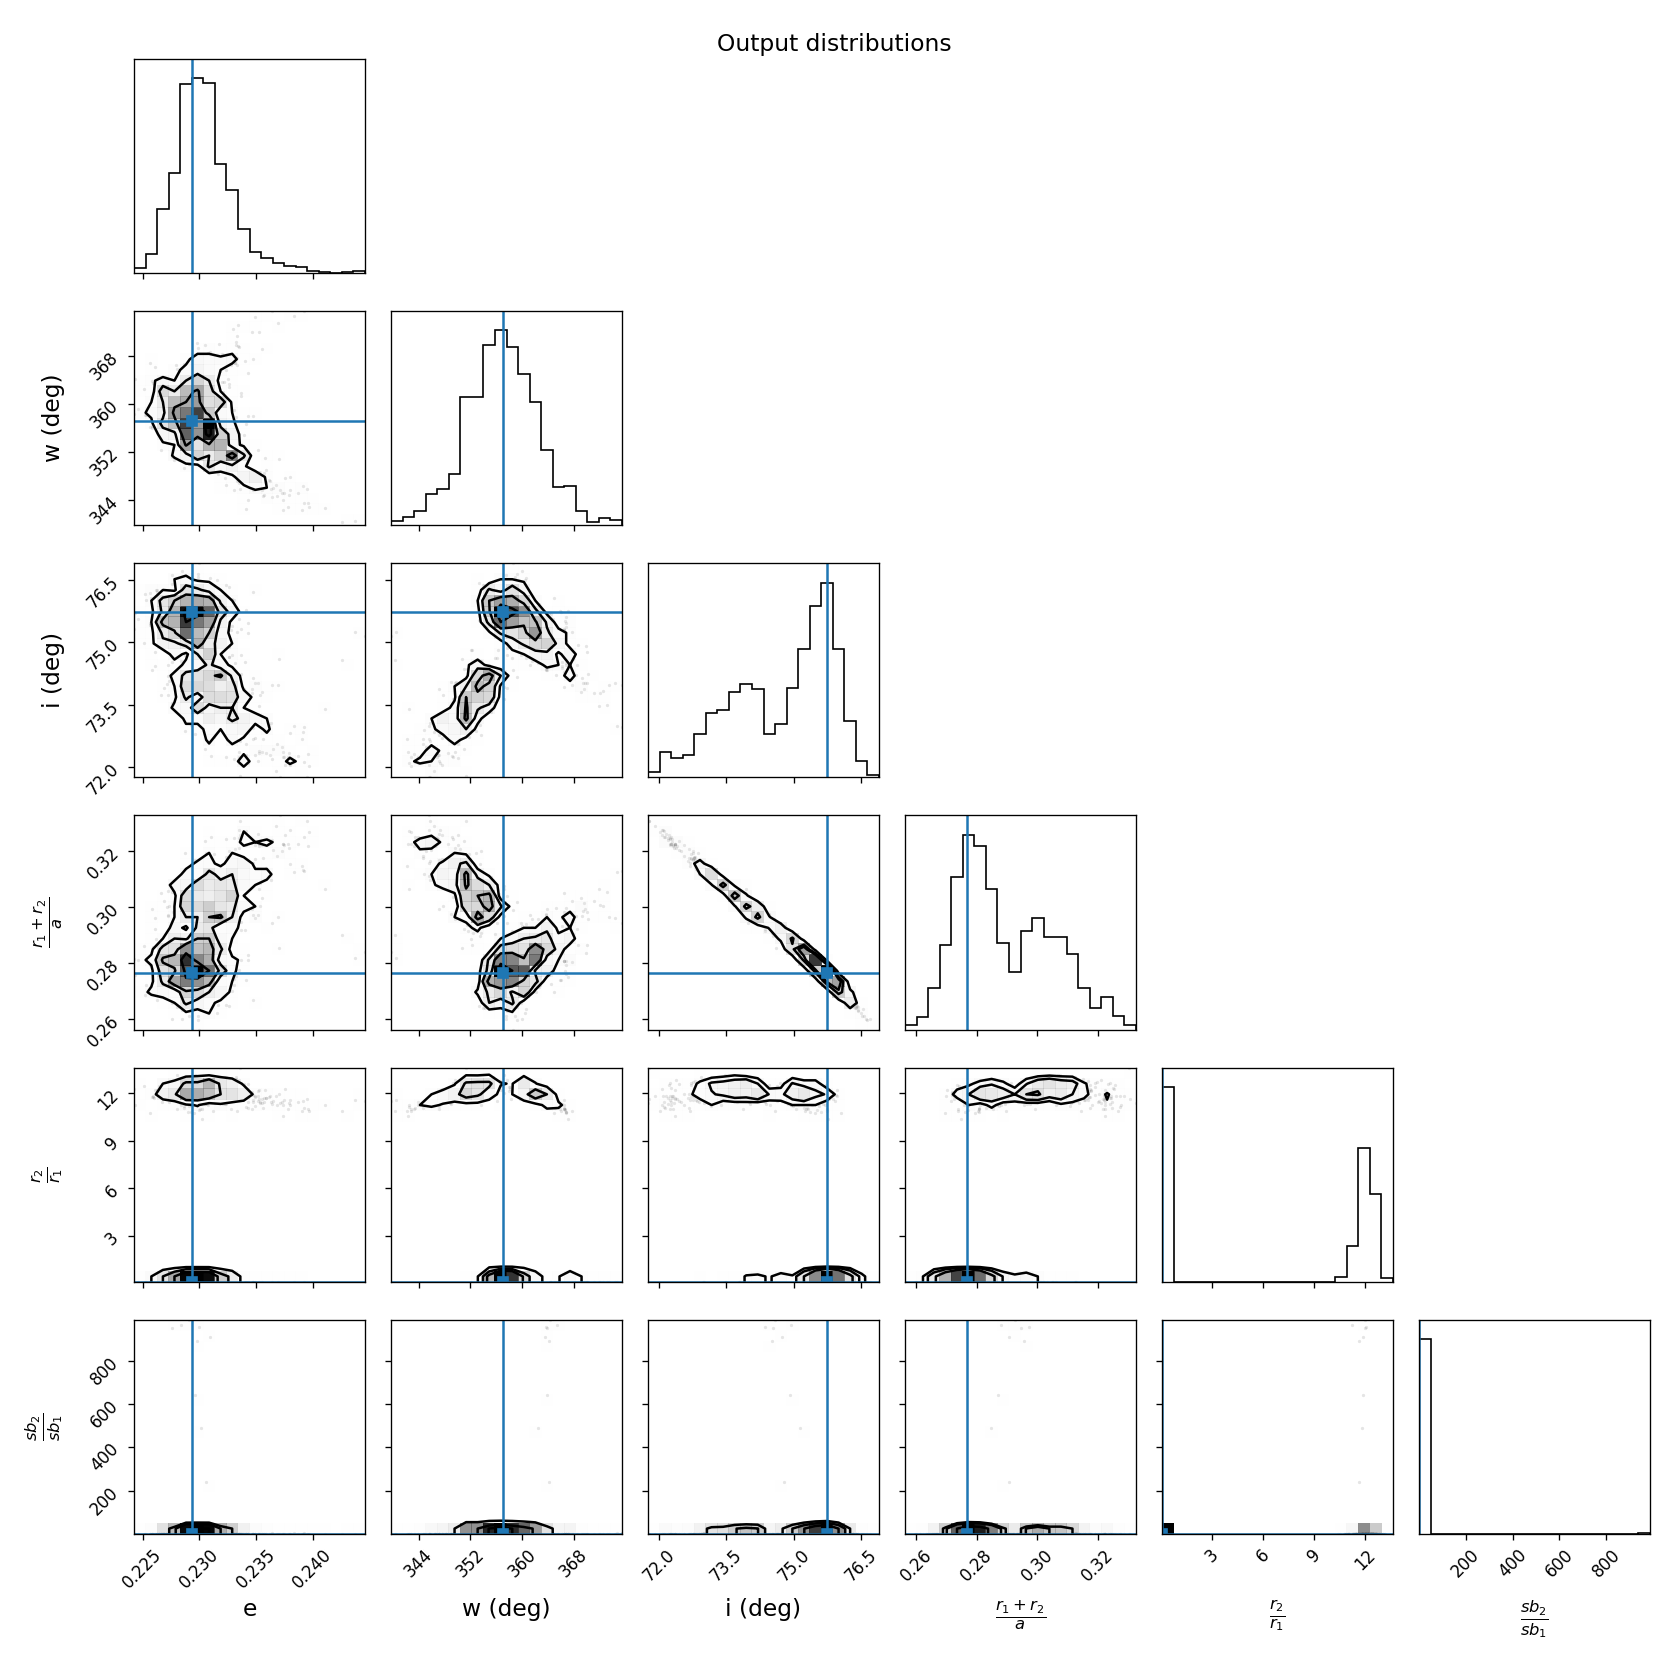 Output distributions
w (deg)
368
360
352
344
i (deg)
76.5
75.0
73.5
72.0
r₁ + r₂ / a
0.32
0.30
0.28
0.26
r₂ / r₁
12
9
6
3
sb₂ / sb₁
800
600
400
200
0.225 0.230 0.235 0.240 344 352 360 368 72.0 73.5 75.0 76.5 0.26 0.28 0.30 0.32 3 6 9 12 200 400 600 800
e w (deg) i (deg) r₁ + r₂ / a r₂ / r₁ sb₂ / sb₁